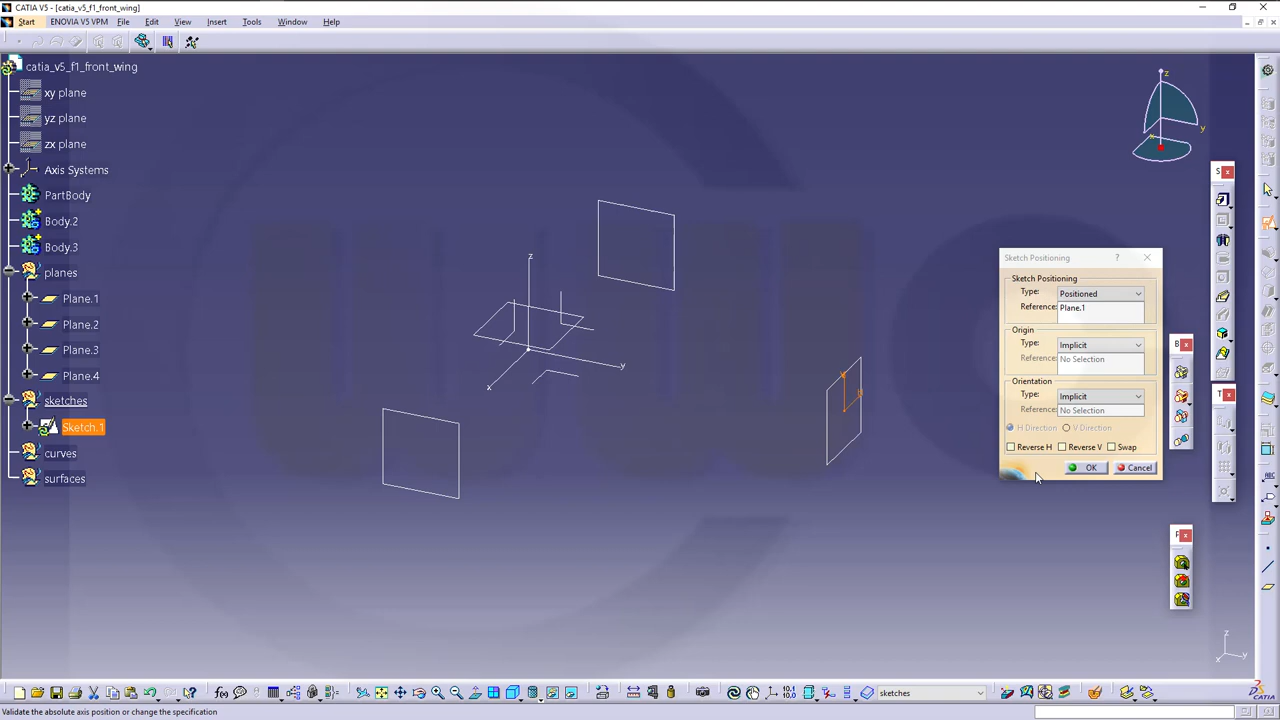 CATIA V5 - [catia_v5_f1_front_wing]
Start ENOVIA V5 VPM File Edit View Insert Tools Window Help
catia_v5_f1_front_wing
xy plane
yz plane
zx plane
Axis Systems
PartBody
Body.2
Body.3
planes
Plane.1
Plane.2
Plane.3
Plane.4
sketches
Sketch.1
curves
surfaces
z
y
x
z
y
x
Sketch Positioning ?
Sketch Positioning
Type: Positioned
Reference: Plane.1
Origin
Type: Implicit
Reference: No Selection
Orientation
Type: Implicit
Reference: No Selection
H Direction V Direction
Reverse H Reverse V Swap
OK Cancel
S
B
T
F
z
x y
sketches
CATIA
Validate the absolute axis position or change the specification